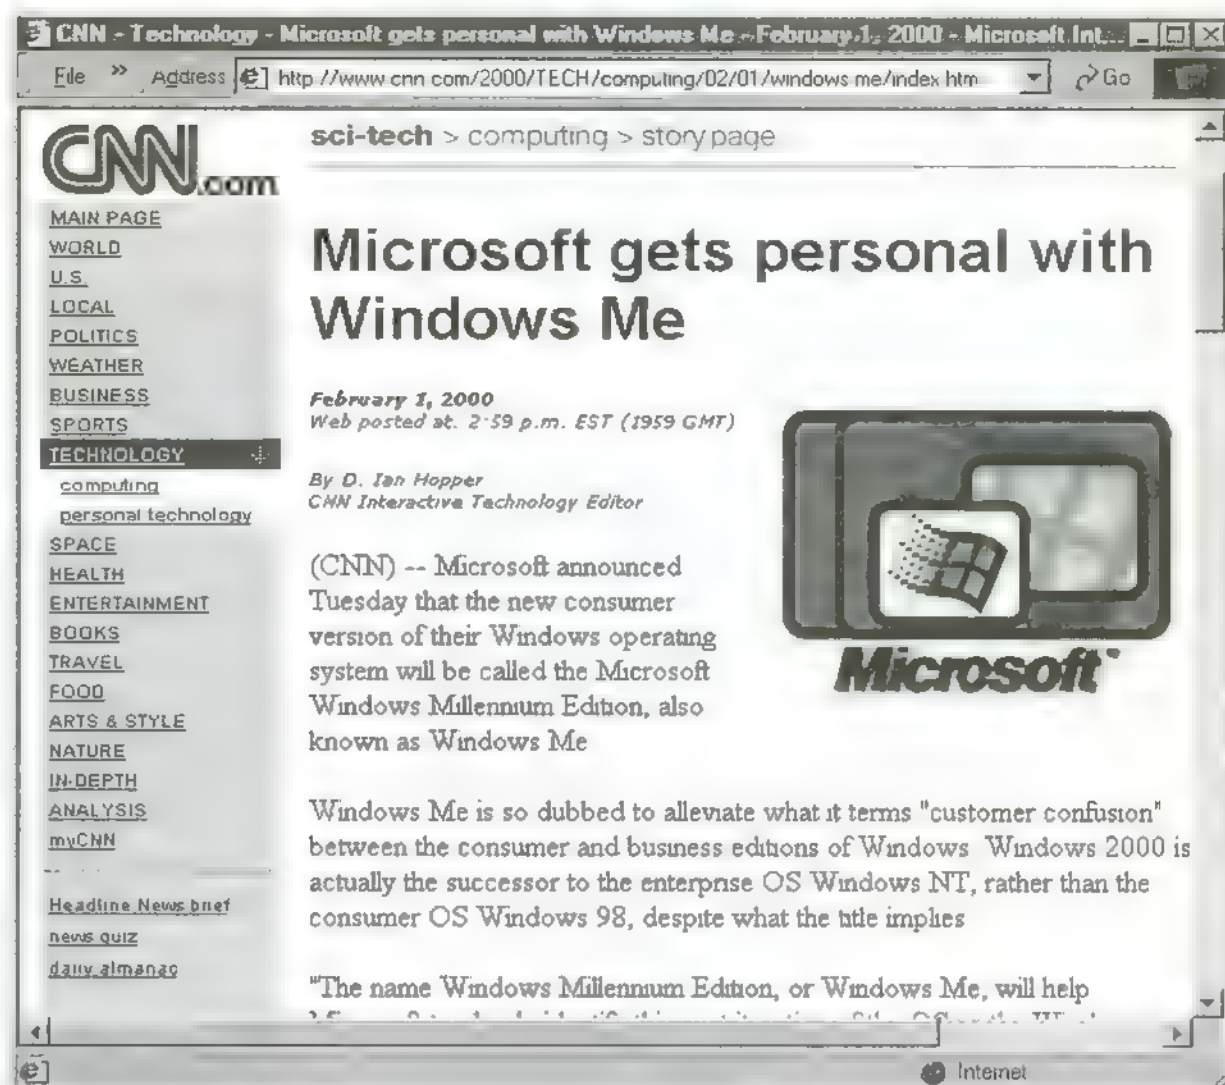 CNN - Technology - Microsoft gets personal with Windows Me - February 1, 2000 - Microsoft Int...
File >> Address http //www cnn com/2000/TECH/computing/02/01/windows me/index htm Go
CNN.com
sci-tech > computing > story page
MAIN PAGE
WORLD
U.S.
LOCAL
POLITICS
WEATHER
BUSINESS
SPORTS
TECHNOLOGY
computing
personal technology
SPACE
HEALTH
ENTERTAINMENT
BOOKS
TRAVEL
FOOD
ARTS & STYLE
NATURE
IN-DEPTH
ANALYSIS
myCNN
Headline News brief
news quiz
daily almanac
Microsoft gets personal with
Windows Me
February 1, 2000
Web posted at. 2:59 p.m. EST (1959 GMT)
By D. Ian Hopper
CNN Interactive Technology Editor
(CNN) -- Microsoft announced
Tuesday that the new consumer
version of their Windows operating
system will be called the Microsoft
Windows Millennium Edition, also
known as Windows Me
Microsoft
Windows Me is so dubbed to alleviate what it terms "customer confusion"
between the consumer and business editions of Windows Windows 2000 is
actually the successor to the enterprise OS Windows NT, rather than the
consumer OS Windows 98, despite what the title implies
"The name Windows Millennium Edition, or Windows Me, will help
Internet